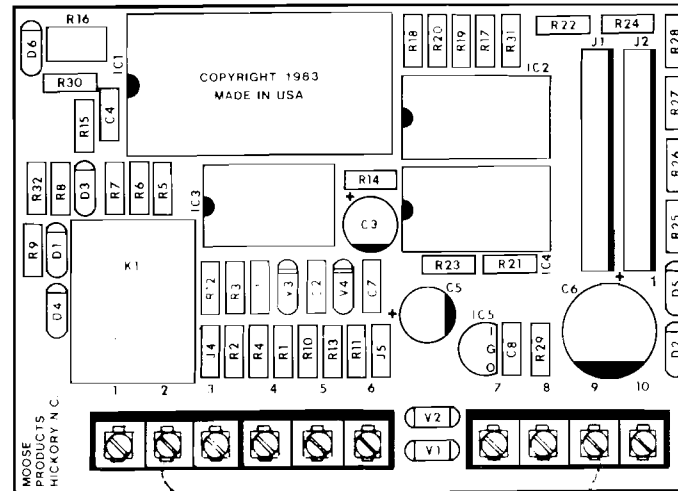 R16
D6
IC1
COPYRIGHT 1983
MADE IN USA
R18
R20
R19
R17
R31
R22
R24
J1
J2
R28
IC2
R30
C4
R15
R27
R32
R8
D3
R7
R6
R5
IC3
R14
+
C3
R26
R25
R9
D1
K1
D4
R12
R3
V3
V4
C7
R23
R21
IC4
+
C5
IC5
I
G
O
C6
+
1
D5
J4
R2
R4
R1
R10
R13
R11
J5
C8
R29
D2
1 2 3 4 5 6 7 8 9 10
MOOSE
PRODUCTS
HICKORY N.C.
V2
V1